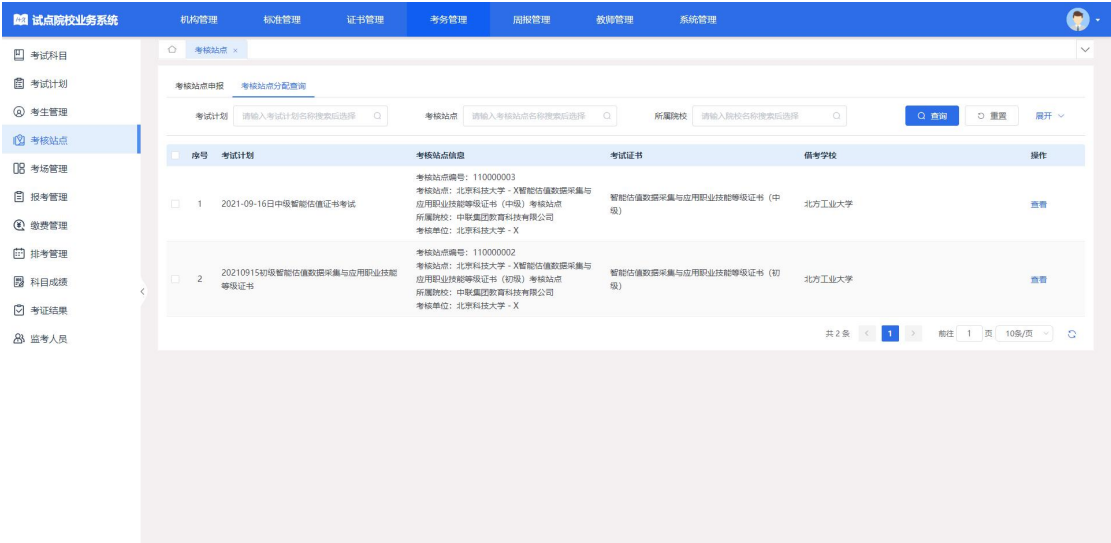 试点院校业务系统
机构管理 标准管理 证书管理 考务管理 周报管理 教师管理 系统管理
考试科目
考试计划
考生管理
考核站点
考场管理
报考管理
缴费管理
排考管理
科目成绩
考证结果
监考人员
考核站点 ×
考核站点申报 考核站点分配查询
考试计划 请输入考试计划名称搜索后选择 考核站点 请输入考核站点名称搜索后选择 所属院校 请输入院校名称搜索后选择 查询 重置 展开
序号 考试计划 考核站点信息 考试证书 借考学校 操作
1 2021-09-16日中级智能估值证书考试
考核站点编号：110000003
考核站点：北京科技大学 - X智能估值数据采集与
应用职业技能等级证书（中级）考核站点
所属院校：中联集团教育科技有限公司
考核单位：北京科技大学 - X
智能估值数据采集与应用职业技能等级证书（中
级）
北方工业大学
查看
2 20210915初级智能估值数据采集与应用职业技能
等级证书
考核站点编号：110000002
考核站点：北京科技大学 - X智能估值数据采集与
应用职业技能等级证书（初级）考核站点
所属院校：中联集团教育科技有限公司
考核单位：北京科技大学 - X
智能估值数据采集与应用职业技能等级证书（初
级）
北方工业大学
查看
共 2 条 < 1 > 前往 1 页 10条/页